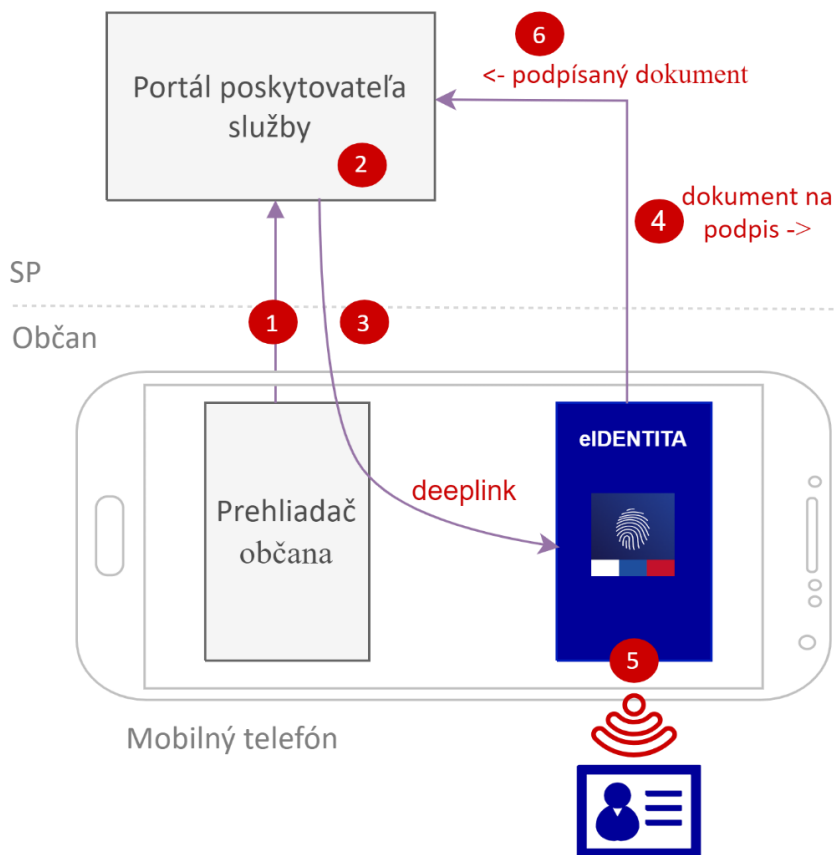 6
<- podpísaný dokument
Portál poskytovateľa
služby
2
dokument na
4
podpis ->
SP
1
3
Občan
eIDENTITA
deeplink
Prehliadač
občana
5
Mobilný telefón